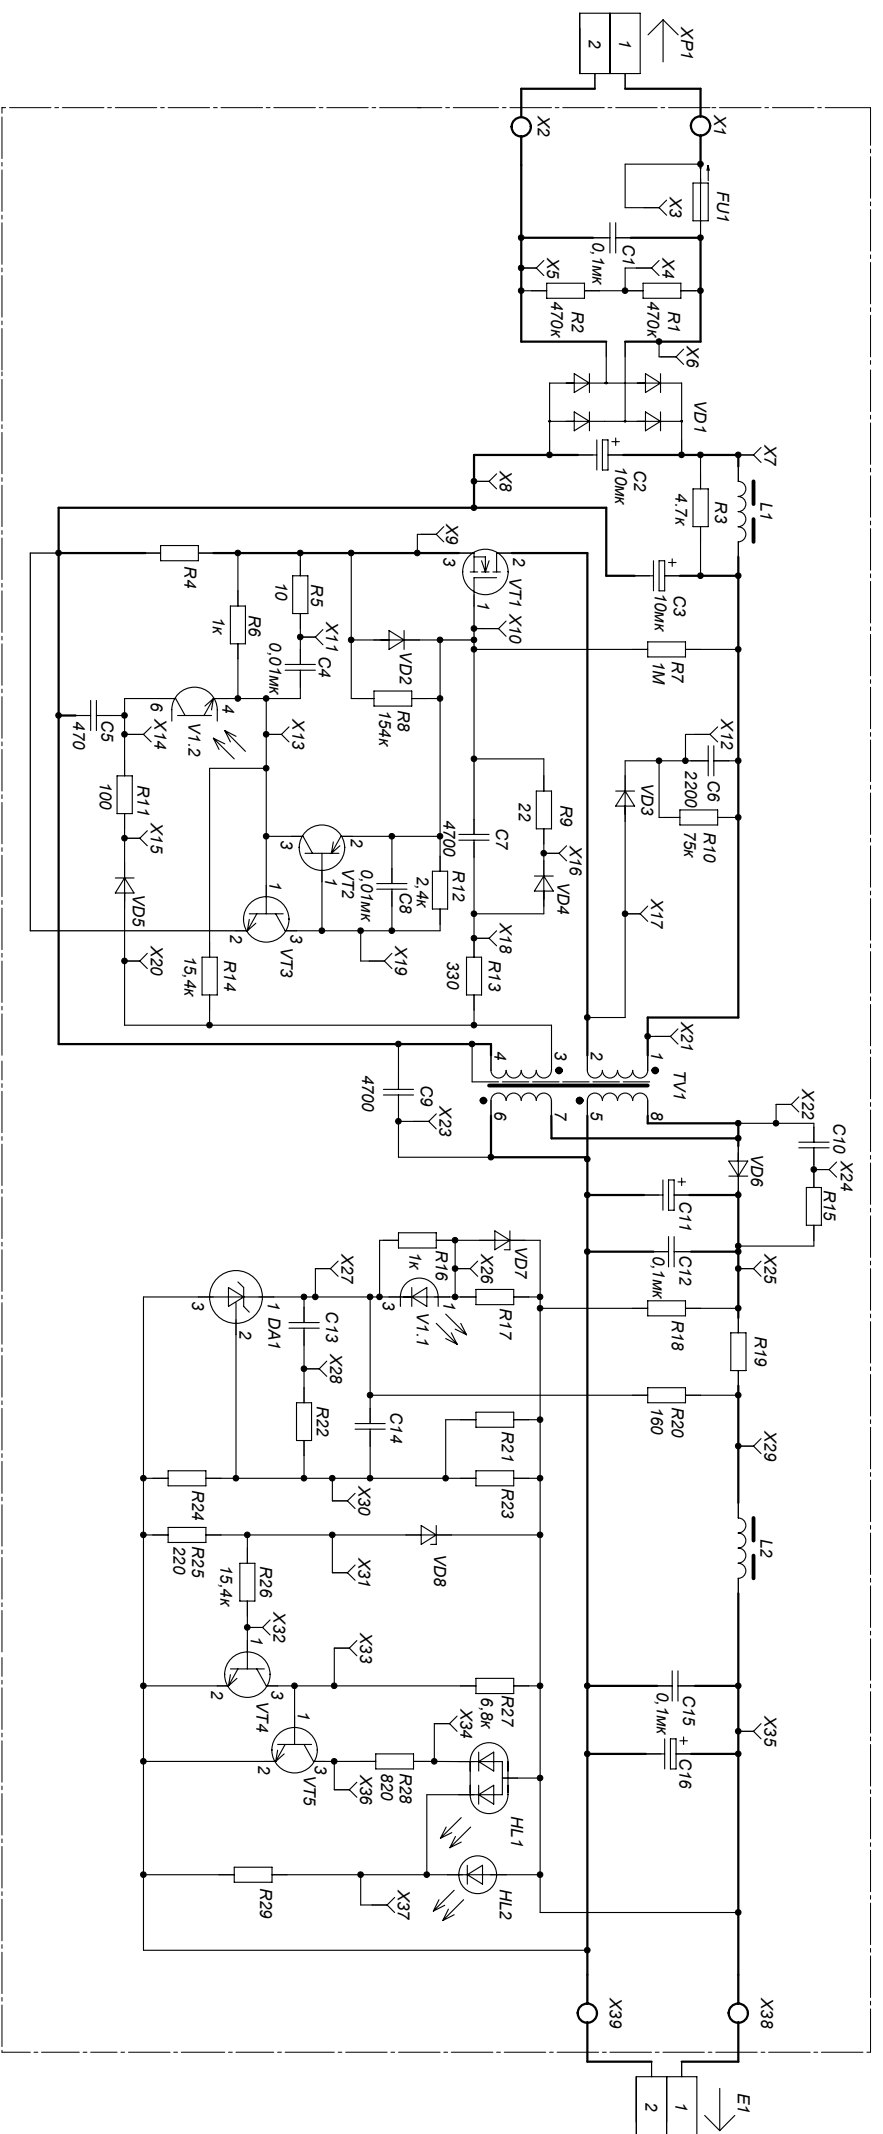 XP1
1
2
X1
X2
FU1
X3
C1
0,1мк
X4
X5
R1
470к
R2
470к
X6
VD1
X7
C2
10мк
X8
L1
R3
4.7к
C3
10мк
X9
2
3
VT1
1
X10
R7
1М
R4
R5
10
R6
1к
X11
C4
0,01мк
VD2
R8
154к
X12
C6
2200
R10
75к
VD3
4
6
V1.2
X13
C5
470
X14
R11
100
X15
VD5
X20
R9
22
X16
VD4
C7
4700
X17
2
3
1
VT2
C8
0,01мк
R12
2,4к
X18
R13
330
X19
1
3
2
VT3
R14
15,4к
X21
TV1
1
2
3
4
8
5
7
6
C9
4700
X23
X22
C10
X24
R15
VD6
C11
C12
0,1мк
X25
VD7
X26
R16
1к
R17
1
3
V1.1
X27
1
DA1
3
2
C13
X28
R22
R18
R19
R20
160
C14
R21
R23
X29
X30
R24
R25
220
X31
VD8
R26
15,4к
X32
1
3
2
VT4
X33
R27
6,8к
L2
C15
0,1мк
C16
X35
1
3
2
VT5
X34
R28
820
X36
HL1
HL2
R29
X37
X38
X39
E1
1
2